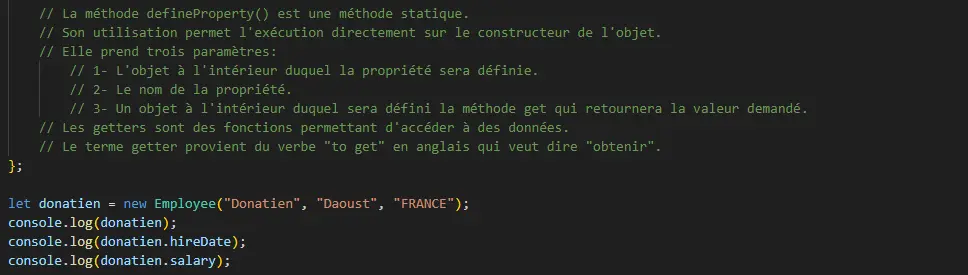 // La méthode defineProperty() est une méthode statique.
// Son utilisation permet l'exécution directement sur le constructeur de l'objet.
// Elle prend trois paramètres:
// 1- L'objet à l'intérieur duquel la propriété sera définie.
// 2- Le nom de la propriété.
// 3- Un objet à l'intérieur duquel sera défini la méthode get qui retournera la valeur demandé.
// Les getters sont des fonctions permettant d'accéder à des données.
// Le terme getter provient du verbe "to get" en anglais qui veut dire "obtenir".
};
let donatien = new Employee("Donatien", "Daoust", "FRANCE");
console.log(donatien);
console.log(donatien.hireDate);
console.log(donatien.salary);